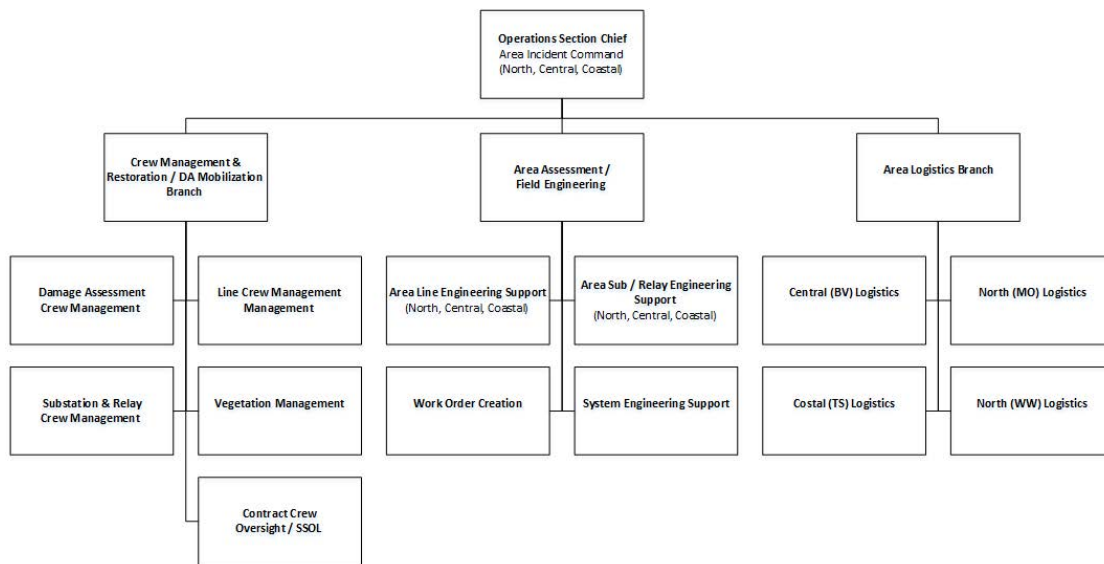 Operations Section Chief
Area Incident Command
(North, Central, Coastal)
Crew Management &
Restoration / DA Mobilization
Branch
Area Assessment /
Field Engineering
Area Logistics Branch
Damage Assessment
Crew Management
Line Crew Management
Management
Area Line Engineering Support
(North, Central, Coastal)
Area Sub / Relay Engineering
Support
(North, Central, Coastal)
Central (BV) Logistics
North (MO) Logistics
Substation & Relay
Crew Management
Vegetation Management
Work Order Creation
System Engineering Support
Costal (TS) Logistics
North (WW) Logistics
Contract Crew
Oversight / SSOL